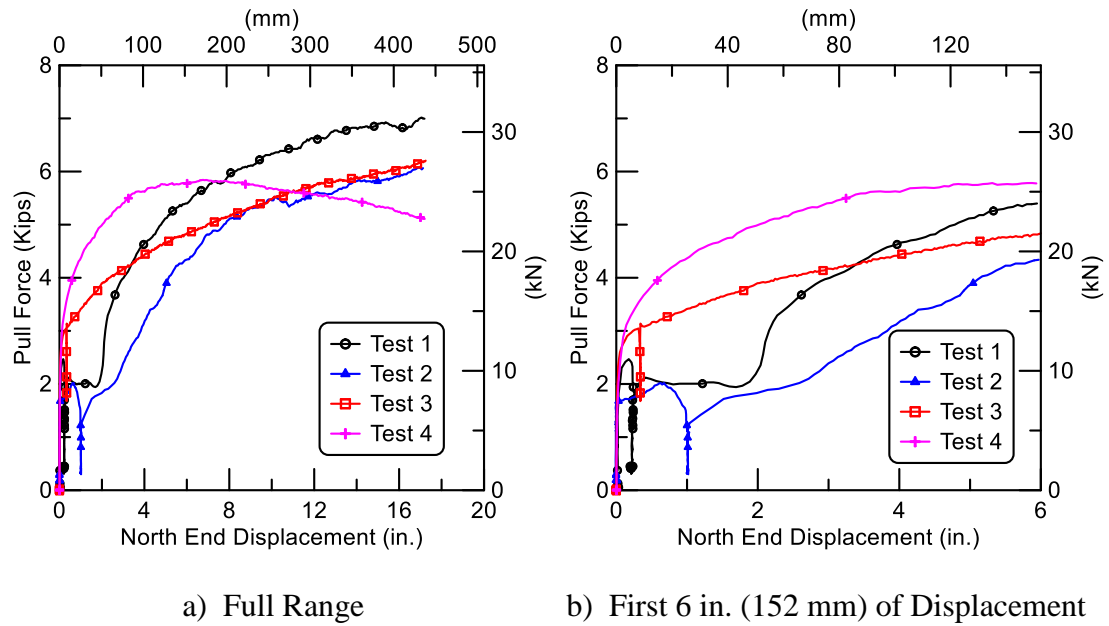 (mm)
0 100 200 300 400 500
8
6
4
2
0
Pull Force (Kips)
30
20
10
0
(kN)
Test 1
Test 2
Test 3
Test 4
0 4 8 12 16 20
North End Displacement (in.)
a) Full Range
(mm)
0 40 80 120
8
6
4
2
0
Pull Force (Kips)
30
20
10
0
(kN)
Test 1
Test 2
Test 3
Test 4
0 2 4 6
North End Displacement (in.)
b) First 6 in. (152 mm) of Displacement